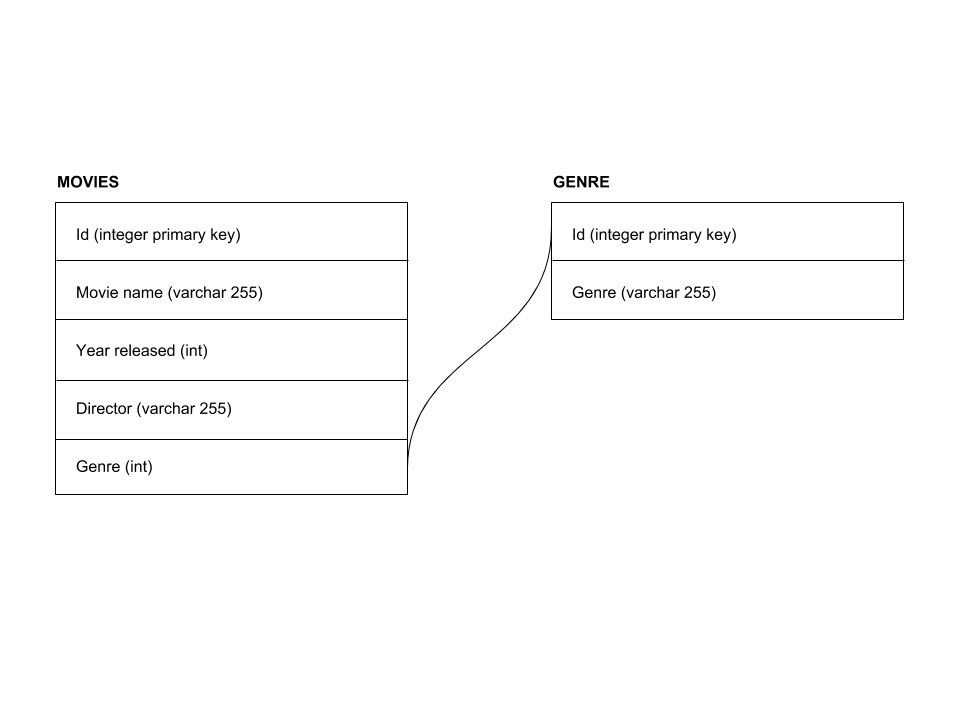 MOVIES
Id (integer primary key)
Movie name (varchar 255)
Year released (int)
Director (varchar 255)
Genre (int)
GENRE
Id (integer primary key)
Genre (varchar 255)